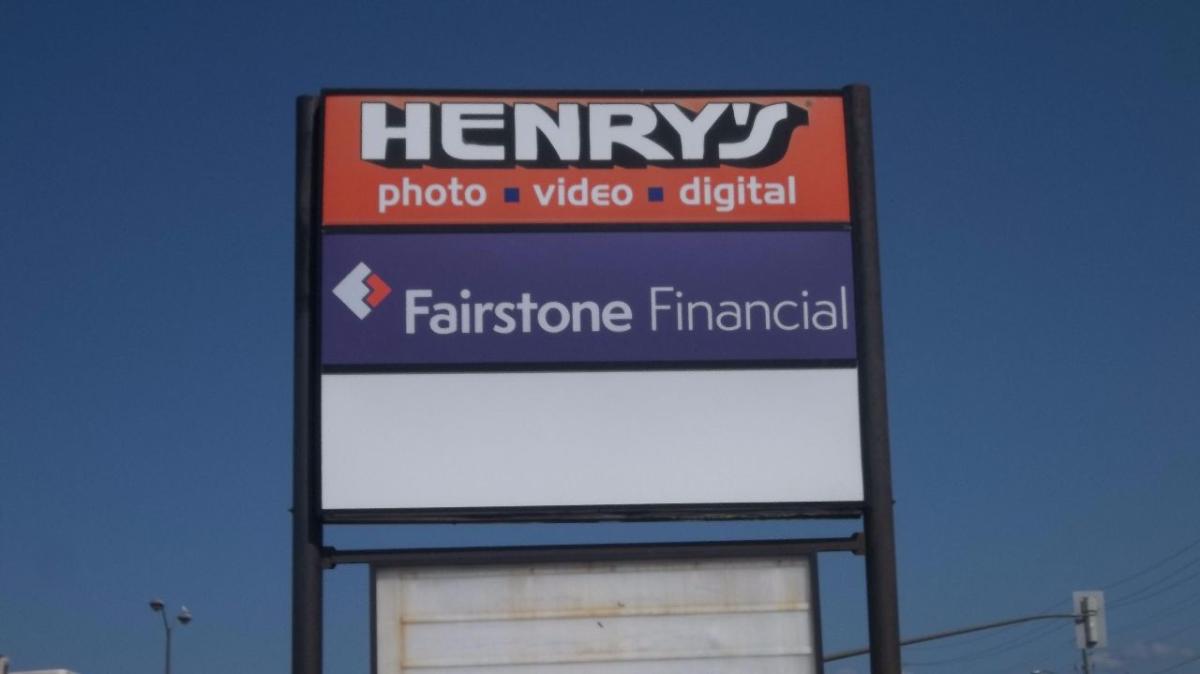 HENRY'S
photo ▪ video ▪ digital
Fairstone Financial